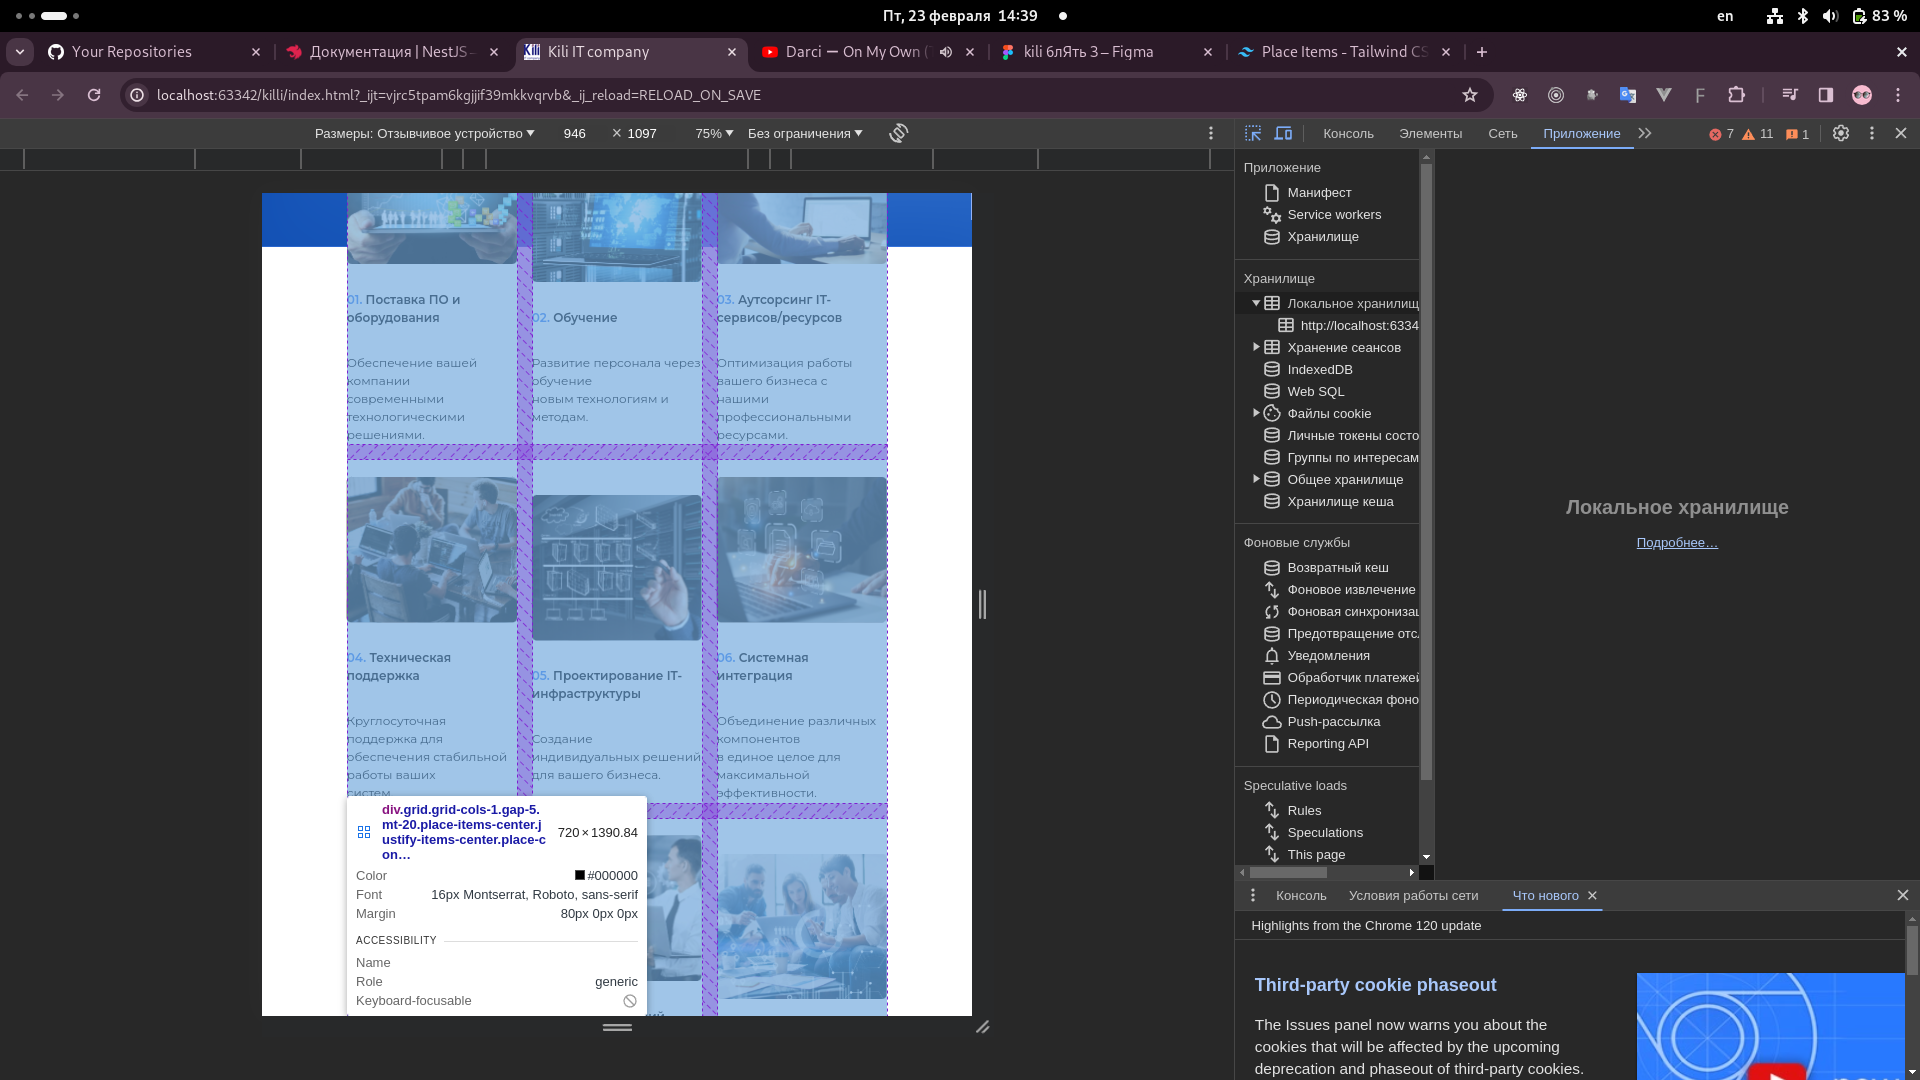 Пт, 23 февраля 14:39
en
83 %
Your Repositories
Документация | NestJS
Kili IT company
Darci — On My Own (
kili блЯть 3 – Figma
Place Items - Tailwind CS
localhost:63342/killi/index.html?_ijt=vjrc5tpam6kgjjif39mkkvqrvb&_ij_reload=RELOAD_ON_SAVE
Размеры: Отзывчивое устройство
946 × 1097
75%
Без ограничения
Консоль
Элементы
Сеть
Приложение
7
11
1
01. Поставка ПО и
оборудования
Обеспечение вашей
компании
современными
технологическими
решениями.
02. Обучение
Развитие персонала через
обучение
новым технологиям и
методам.
03. Аутсорсинг IT-
сервисов/ресурсов
Оптимизация работы
вашего бизнеса с
нашими
профессиональными
ресурсами.
04. Техническая
поддержка
Круглосуточная
поддержка для
обеспечения стабильной
работы ваших
систем
05. Проектирование IT-
инфраструктуры
Создание
индивидуальных решений
для вашего бизнеса.
06. Системная
интеграция
Объединение различных
компонентов
в единое целое для
максимальной
эффективности.
div.grid.grid-cols-1.gap-5.
mt-20.place-items-center.j
ustify-items-center.place-c
on…
720 × 1390.84
Color #000000
Font 16px Montserrat, Roboto, sans-serif
Margin 80px 0px 0px
ACCESSIBILITY
Name
Role generic
Keyboard-focusable
Приложение
Манифест
Service workers
Хранилище
Хранилище
Локальное хранилищ
http://localhost:6334
Хранение сеансов
IndexedDB
Web SQL
Файлы cookie
Личные токены состо
Группы по интересам
Общее хранилище
Хранилище кеша
Фоновые службы
Возвратный кеш
Фоновое извлечение
Фоновая синхронизац
Предотвращение отсл
Уведомления
Обработчик платежей
Периодическая фоно
Push-рассылка
Reporting API
Speculative loads
Rules
Speculations
This page
Локальное хранилище
Подробнее…
Консоль
Условия работы сети
Что нового
Highlights from the Chrome 120 update
Third-party cookie phaseout
The Issues panel now warns you about the
cookies that will be affected by the upcoming
deprecation and phaseout of third-party cookies.